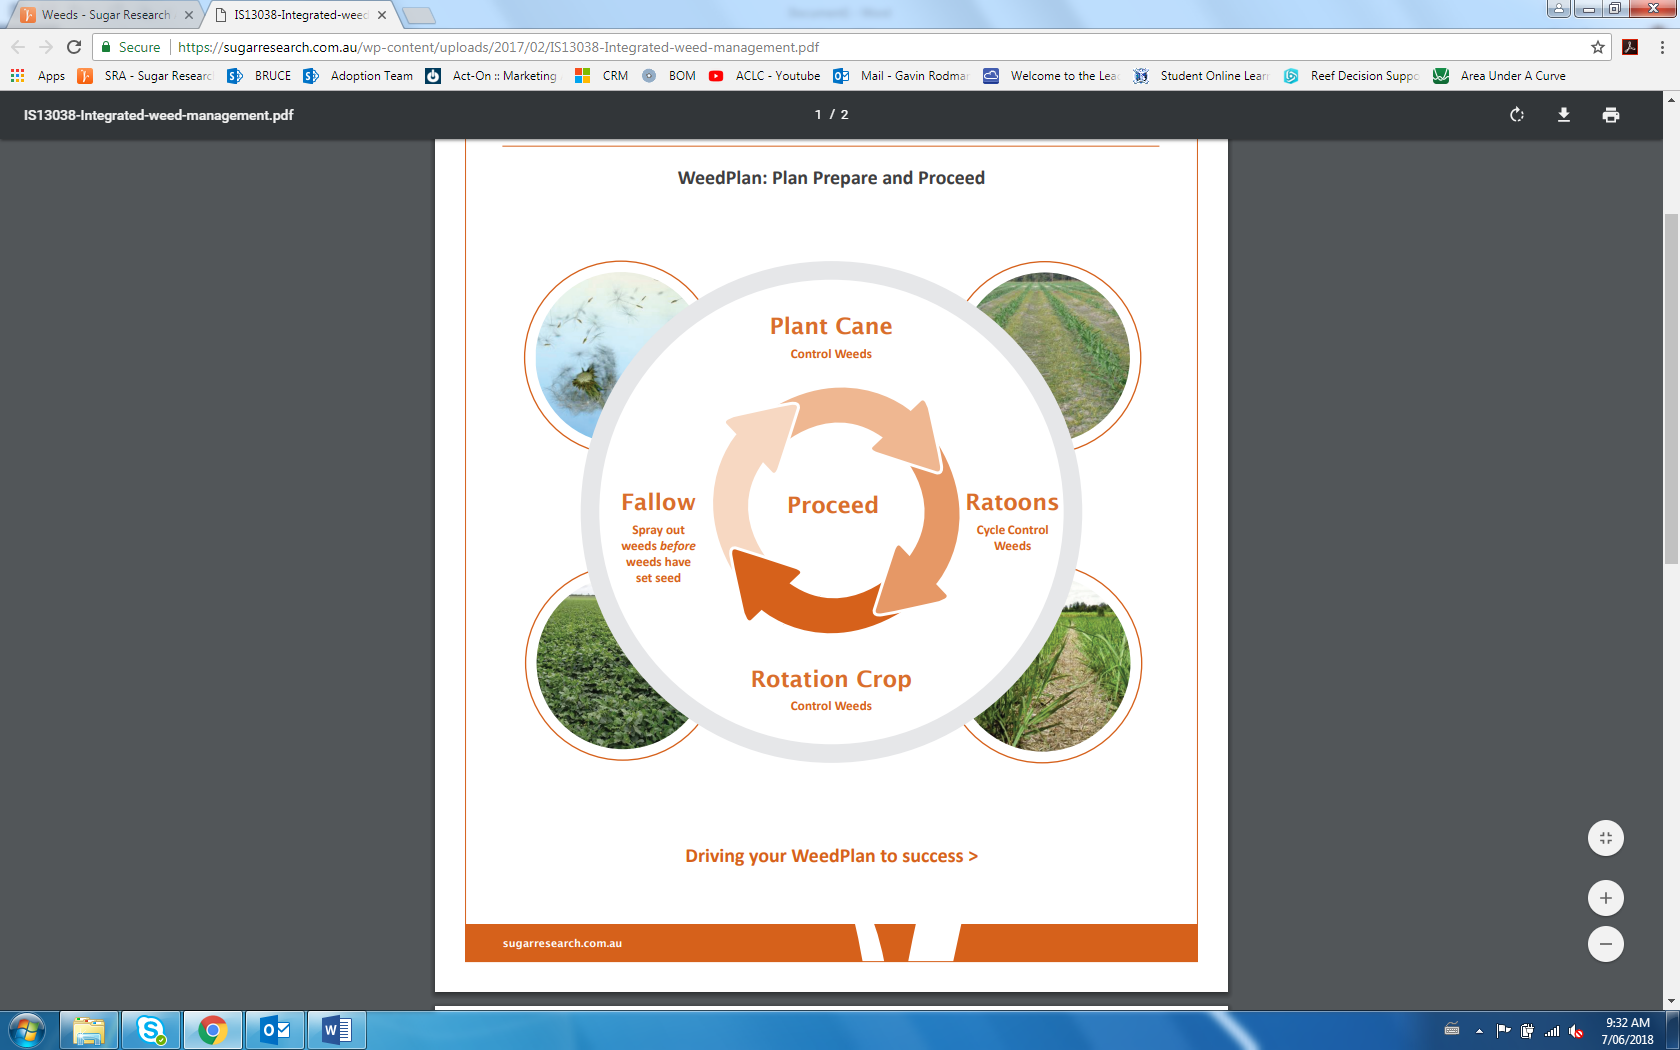 Weeds - Sugar Research
IS13038-Integrated-weed
Secure
https://sugarresearch.com.au/wp-content/uploads/2017/02/IS13038-Integrated-weed-management.pdf
Apps
SRA - Sugar Researc
BRUCE
Adoption Team
Act-On :: Marketing
CRM
BOM
ACLC - Youtube
Mail - Gavin Rodma
Welcome to the Lea
Student Online Lear
Reef Decision Suppo
Area Under A Curve
IS13038-Integrated-weed-management.pdf
1 / 2
WeedPlan: Plan Prepare and Proceed
Plant Cane
Control Weeds
Fallow
Spray out
weeds before
weeds have
set seed
Proceed
Ratoons
Cycle Control
Weeds
Rotation Crop
Control Weeds
Driving your WeedPlan to success >
sugarresearch.com.au
9:32 AM
7/06/2018